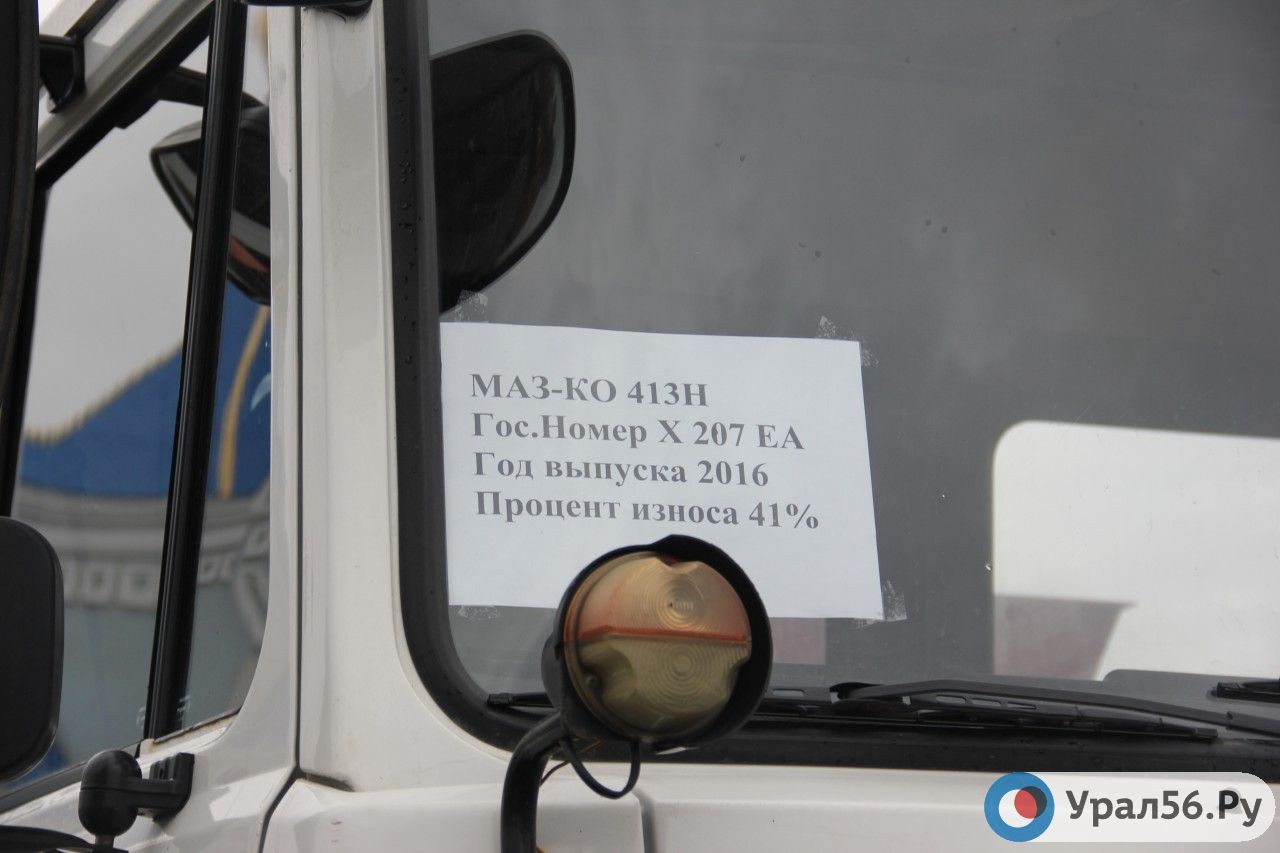 МАЗ-КО 413Н
Гос.Номер Х 207 ЕА
Год выпуска 2016
Процент износа 41%
Урал56.Ру